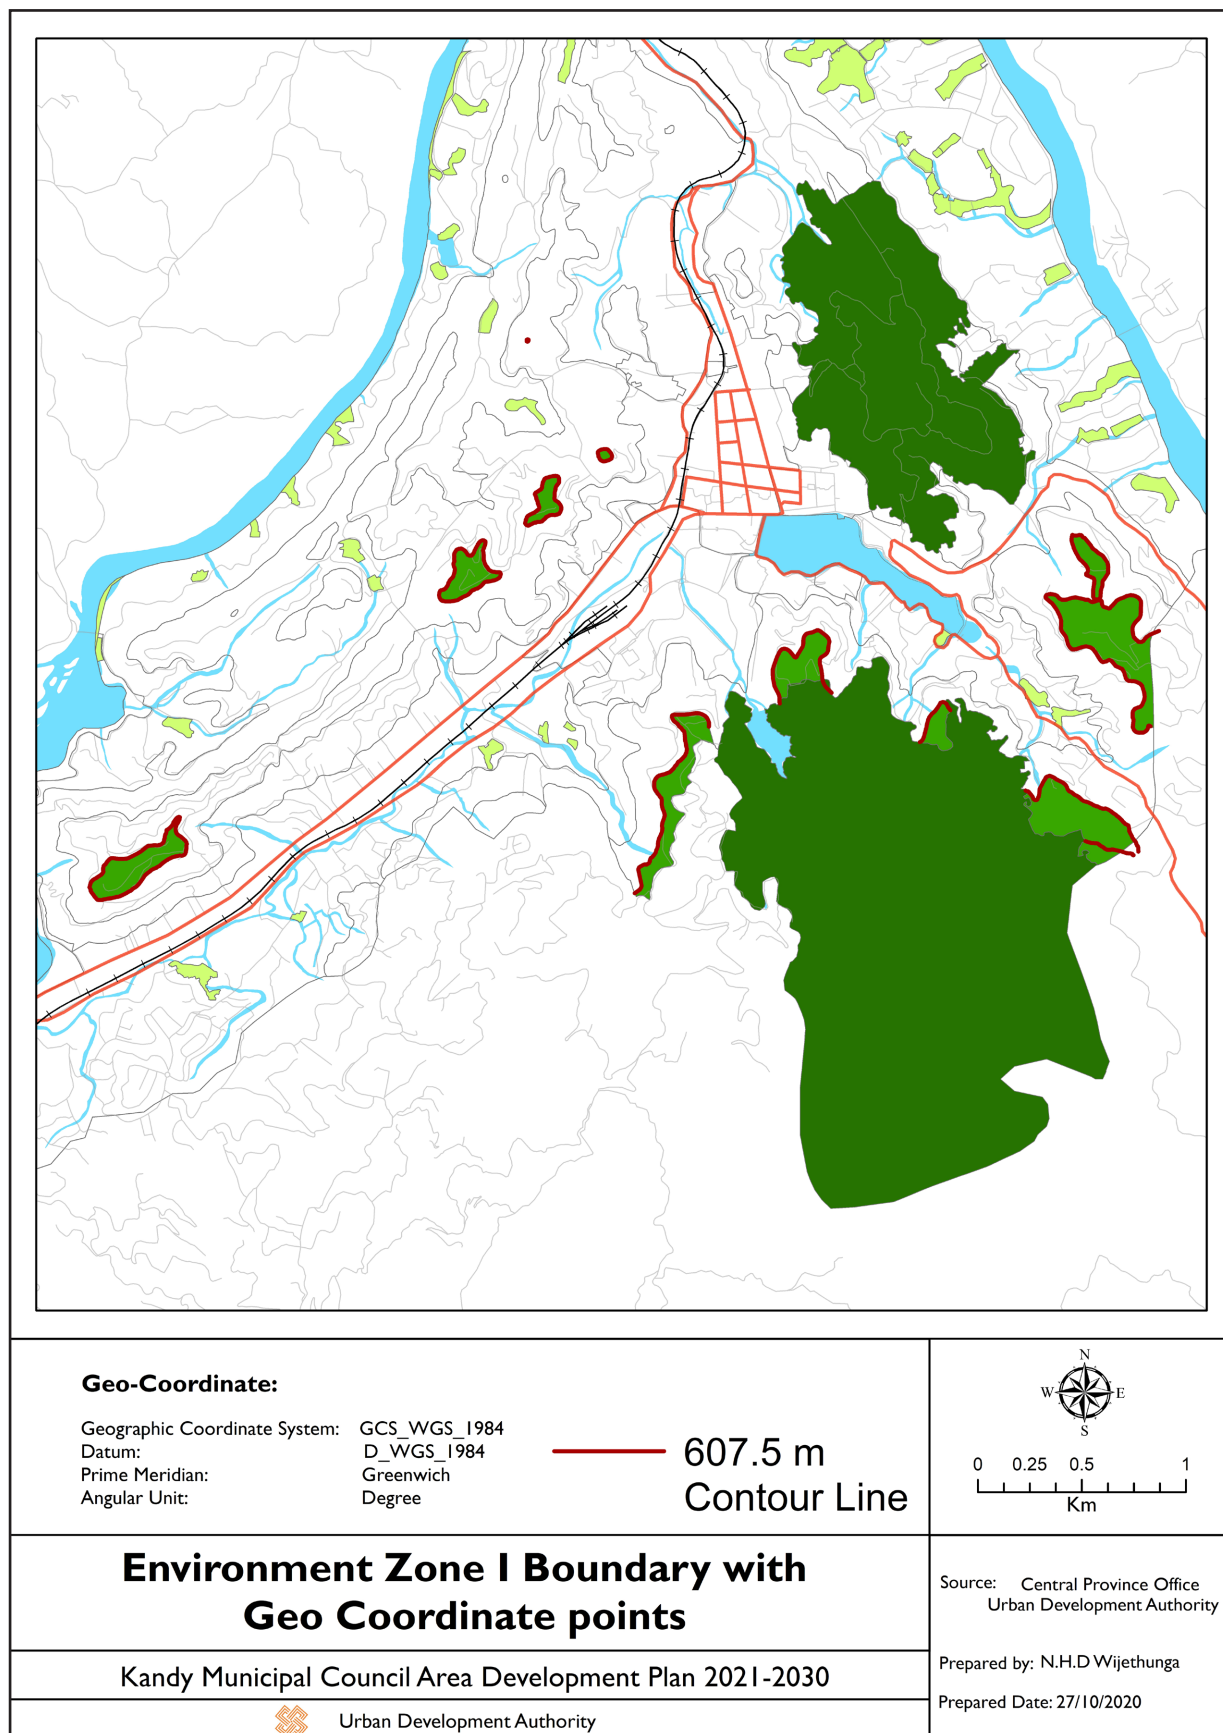 Geo-Coordinate:
Geographic Coordinate System: GCS_WGS_1984
Datum: D_WGS_1984
Prime Meridian: Greenwich
Angular Unit: Degree
607.5 m
Contour Line
N
W E
S
0 0.25 0.5 1
Km
Environment Zone I Boundary with
Geo Coordinate points
Kandy Municipal Council Area Development Plan 2021-2030
Urban Development Authority
Source: Central Province Office
Urban Development Authority
Prepared by: N.H.D Wijethunga
Prepared Date: 27/10/2020